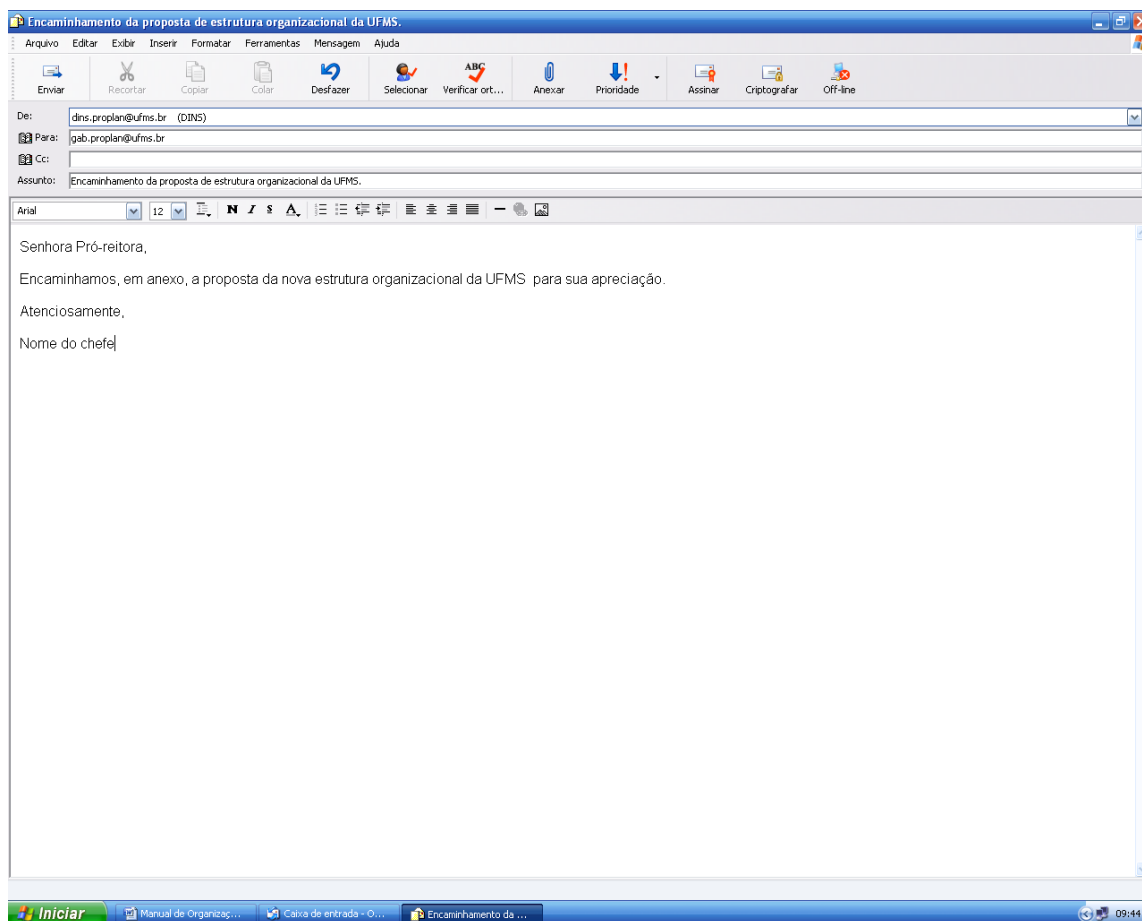 Encaminhamento da proposta de estrutura organizacional da UFMS.
Arquivo Editar Exibir Inserir Formatar Ferramentas Mensagem Ajuda
ABC
Enviar Recortar Copiar Colar Desfazer Selecionar Verificar ort... Anexar Prioridade Assinar Criptografar Off-line
De: dins.proplan@ufms.br (DINS)
Para: gab.proplan@ufms.br
Cc:
Assunto: Encaminhamento da proposta de estrutura organizacional da UFMS.
Arial 12 N I S A
Senhora Pró-reitora,
Encaminhamos, em anexo, a proposta da nova estrutura organizacional da UFMS para sua apreciação.
Atenciosamente,
Nome do chefe
Iniciar Manual de Organizaç... Caixa de entrada - O... Encaminhamento da ... 09:44